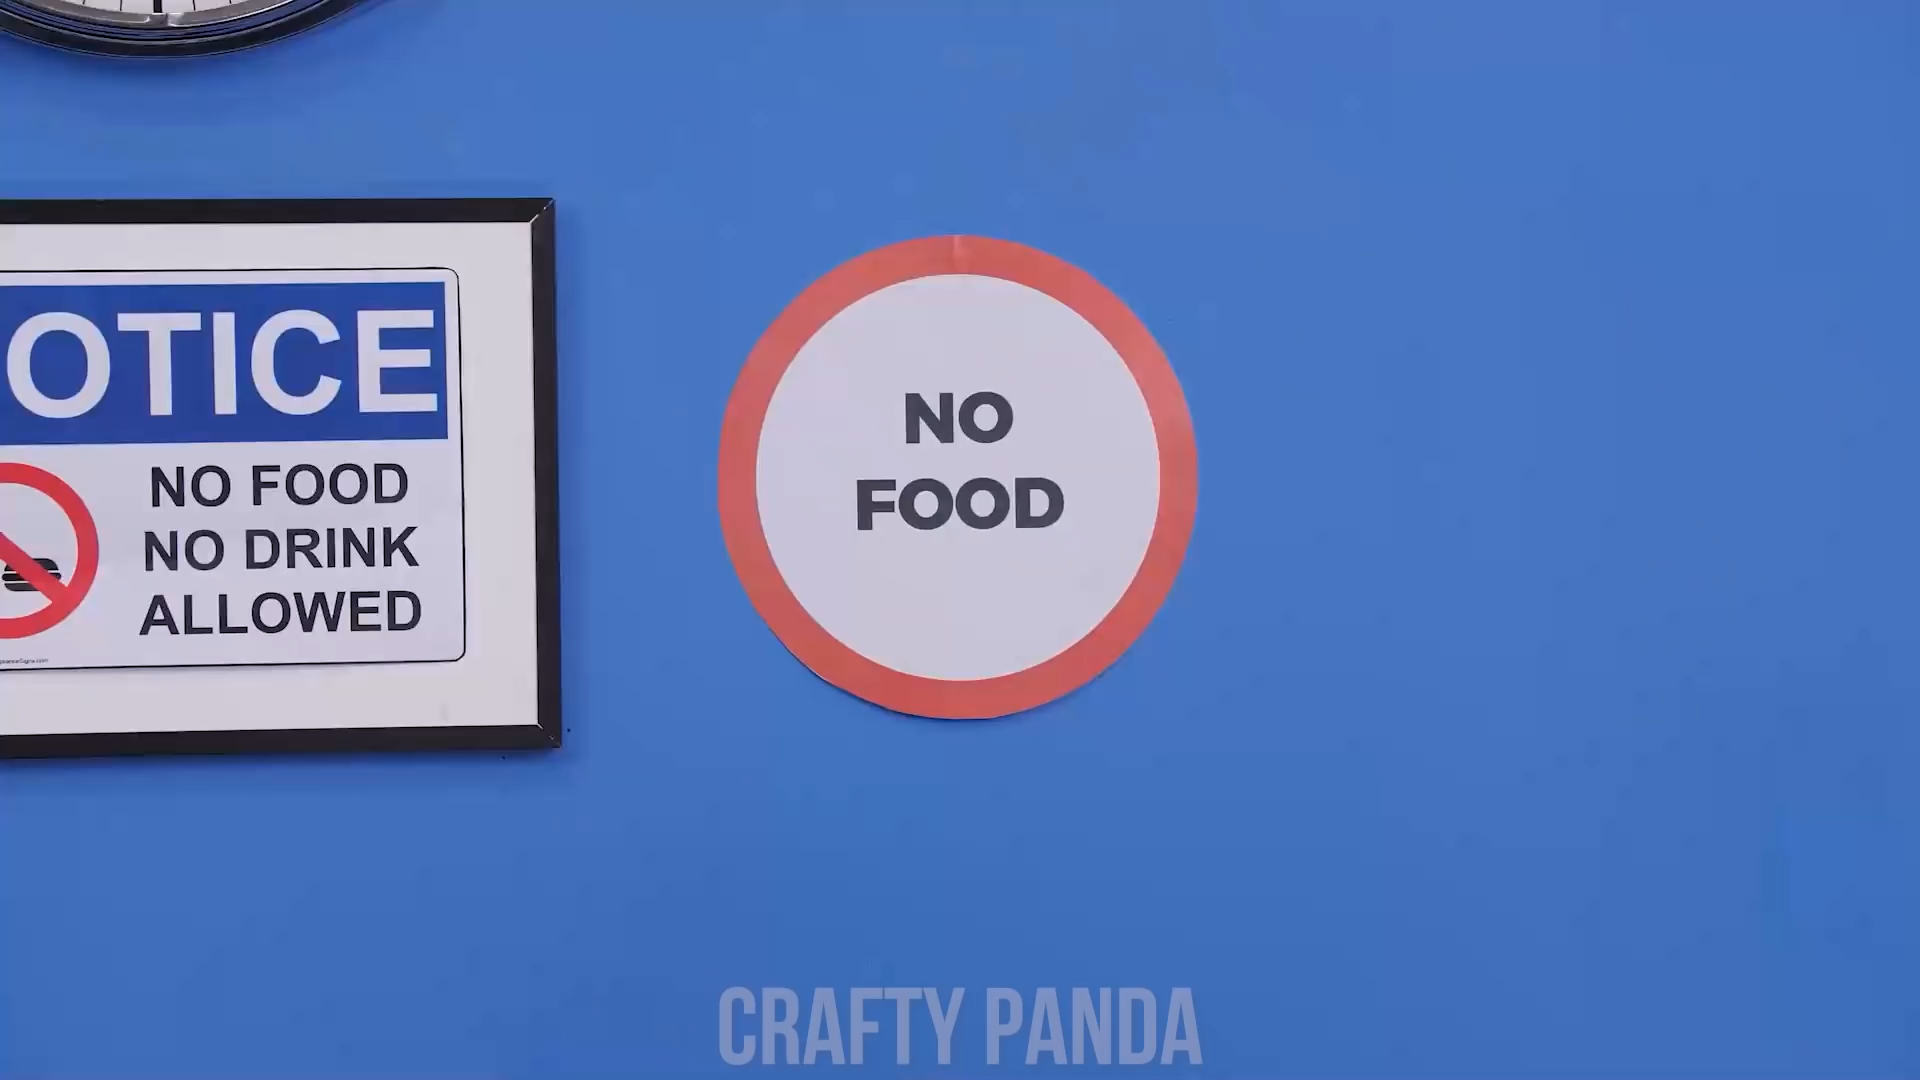 OTICE
NO FOOD
NO DRINK
ALLOWED
NO
FOOD
CRAFTY PANDA